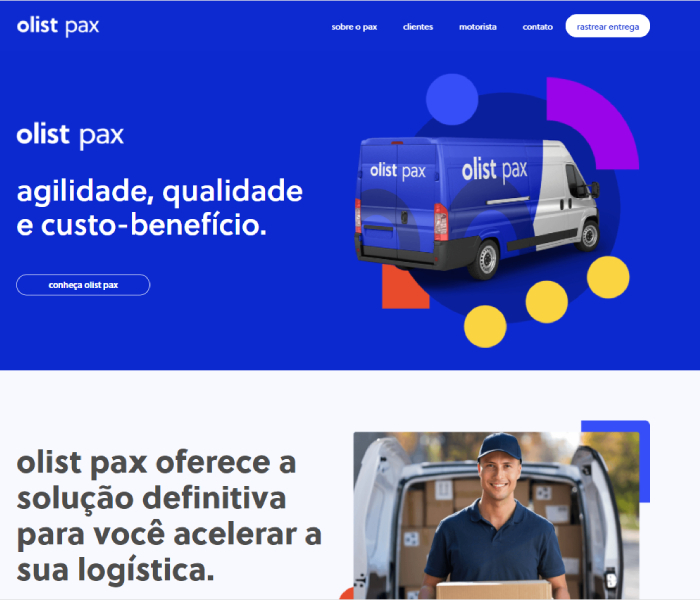 olist pax
sobre o pax clientes motorista contato rastrear entrega
olist pax
agilidade, qualidade
e custo-benefício.
conheça olist pax
olist pax
olist pax
olist pax oferece a
solução definitiva
para você acelerar a
sua logística.